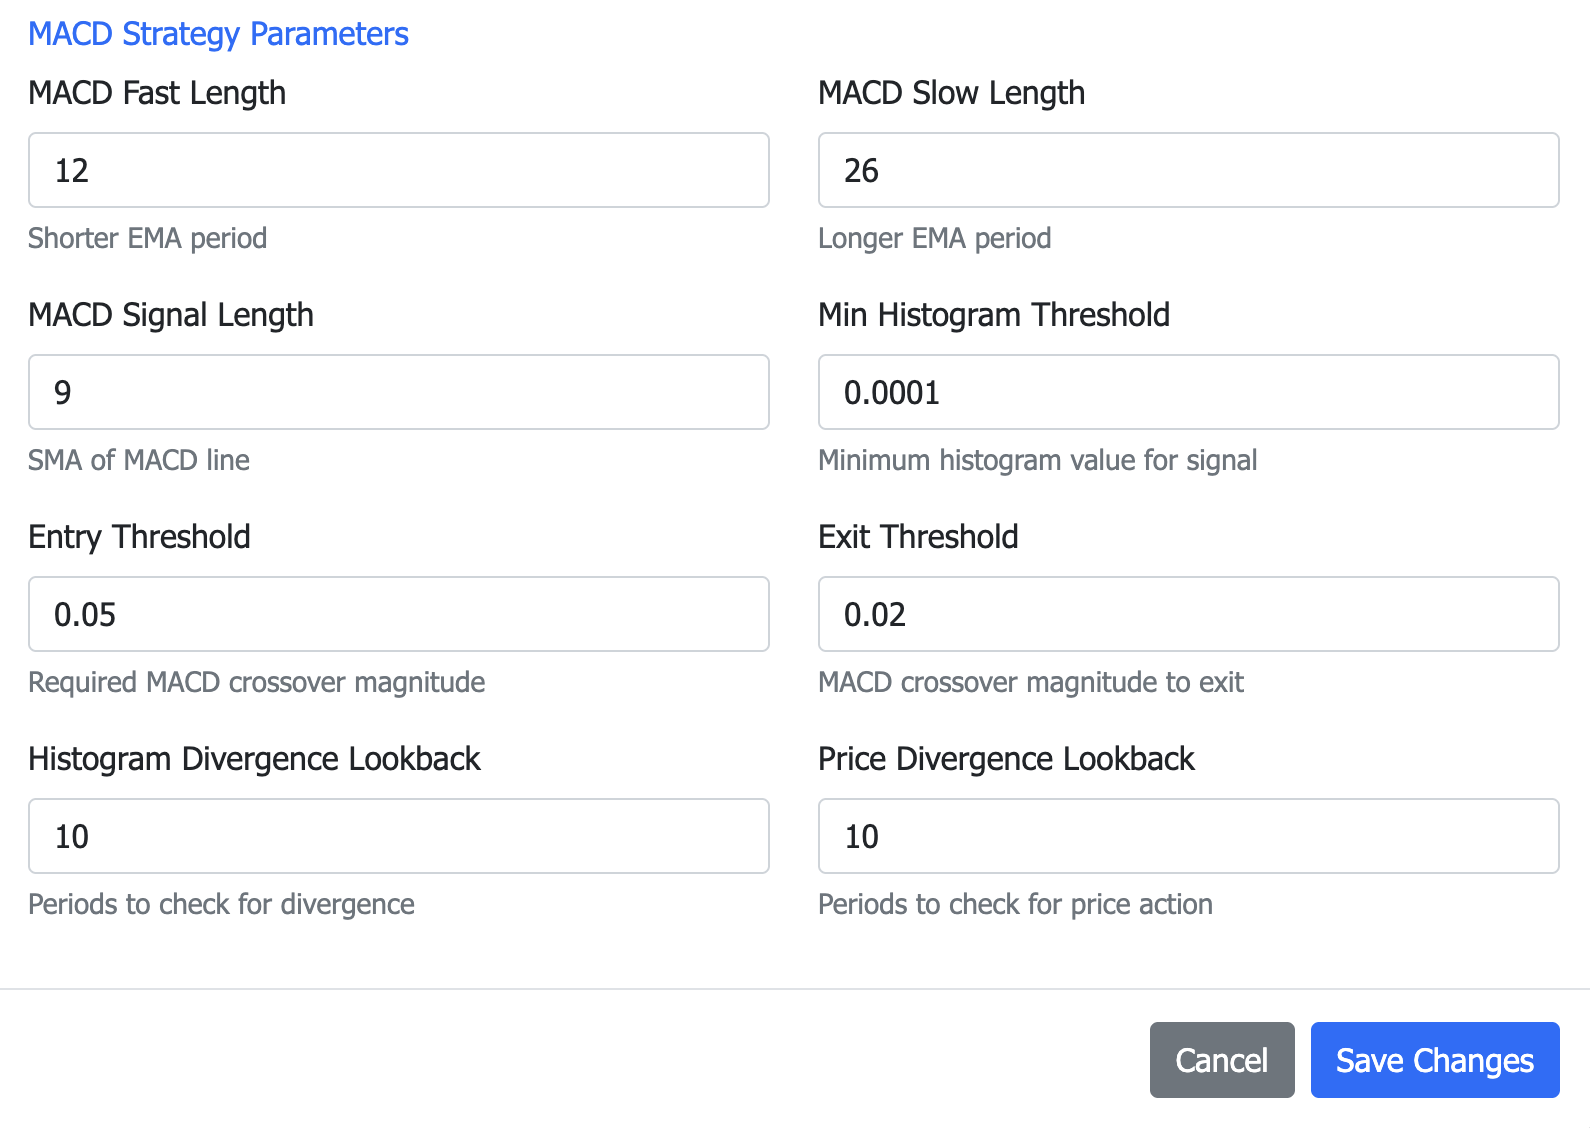 MACD Strategy Parameters
MACD Fast Length
12
Shorter EMA period
MACD Slow Length
26
Longer EMA period
MACD Signal Length
9
SMA of MACD line
Min Histogram Threshold
0.0001
Minimum histogram value for signal
Entry Threshold
0.05
Required MACD crossover magnitude
Exit Threshold
0.02
MACD crossover magnitude to exit
Histogram Divergence Lookback
10
Periods to check for divergence
Price Divergence Lookback
10
Periods to check for price action
Cancel
Save Changes